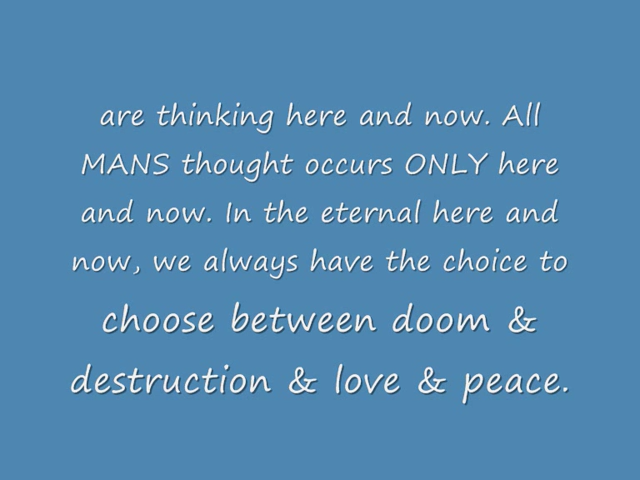 are thinking here and now. All
MANS thought occurs ONLY here
and now. In the eternal here and
now, we always have the choice to
choose between doom &
destruction & love & peace.